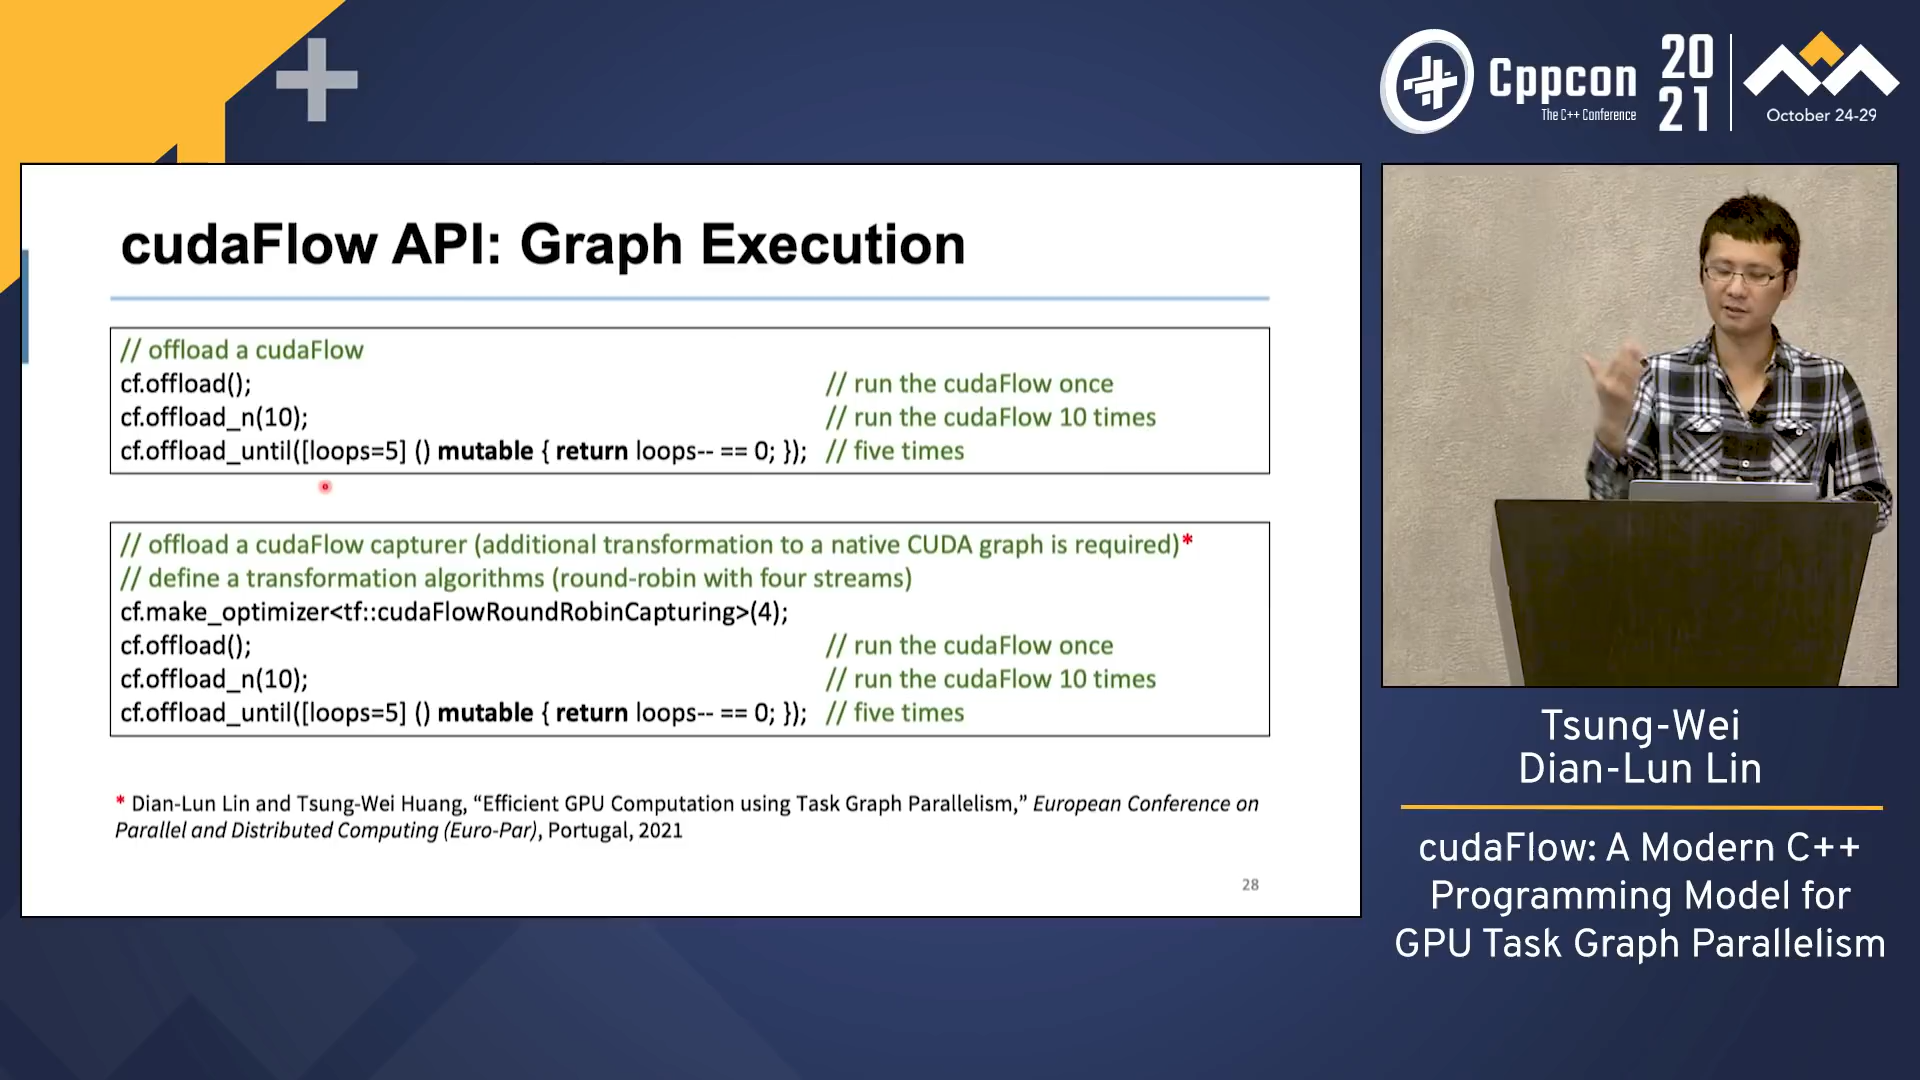 Cppcon
The C++ Conference
20
21
October 24-29
cudaFlow API: Graph Execution
// offload a cudaFlow
cf.offload(); // run the cudaFlow once
cf.offload_n(10); // run the cudaFlow 10 times
cf.offload_until([loops=5] () mutable { return loops-- == 0; }); // five times
// offload a cudaFlow capturer (additional transformation to a native CUDA graph is required)*
// define a transformation algorithms (round-robin with four streams)
cf.make_optimizer<tf::cudaFlowRoundRobinCapturing>(4);
cf.offload(); // run the cudaFlow once
cf.offload_n(10); // run the cudaFlow 10 times
cf.offload_until([loops=5] () mutable { return loops-- == 0; }); // five times
* Dian-Lun Lin and Tsung-Wei Huang, “Efficient GPU Computation using Task Graph Parallelism,” European Conference on
Parallel and Distributed Computing (Euro-Par), Portugal, 2021
28
Tsung-Wei
Dian-Lun Lin
cudaFlow: A Modern C++
Programming Model for
GPU Task Graph Parallelism